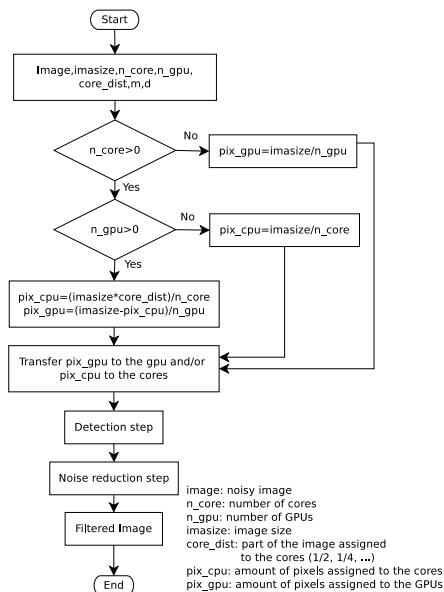 Start
Image,imasize,n_core,n_gpu,
core_dist,m,d
n_core>0
No
pix_gpu=imasize/n_gpu
Yes
n_gpu>0
No
pix_cpu=imasize/n_core
Yes
pix_cpu=(imasize*core_dist)/n_core
pix_gpu=(imasize-pix_cpu)/n_gpu
Transfer pix_gpu to the gpu and/or
pix_cpu to the cores
Detection step
Noise reduction step
Filtered Image
End
image: noisy image
n_core: number of cores
n_gpu: number of GPUs
imasize: image size
core_dist: part of the image assigned
to the cores (1/2, 1/4, ...)
pix_cpu: amount of pixels assigned to the cores
pix_gpu: amount of pixels assigned to the GPUs